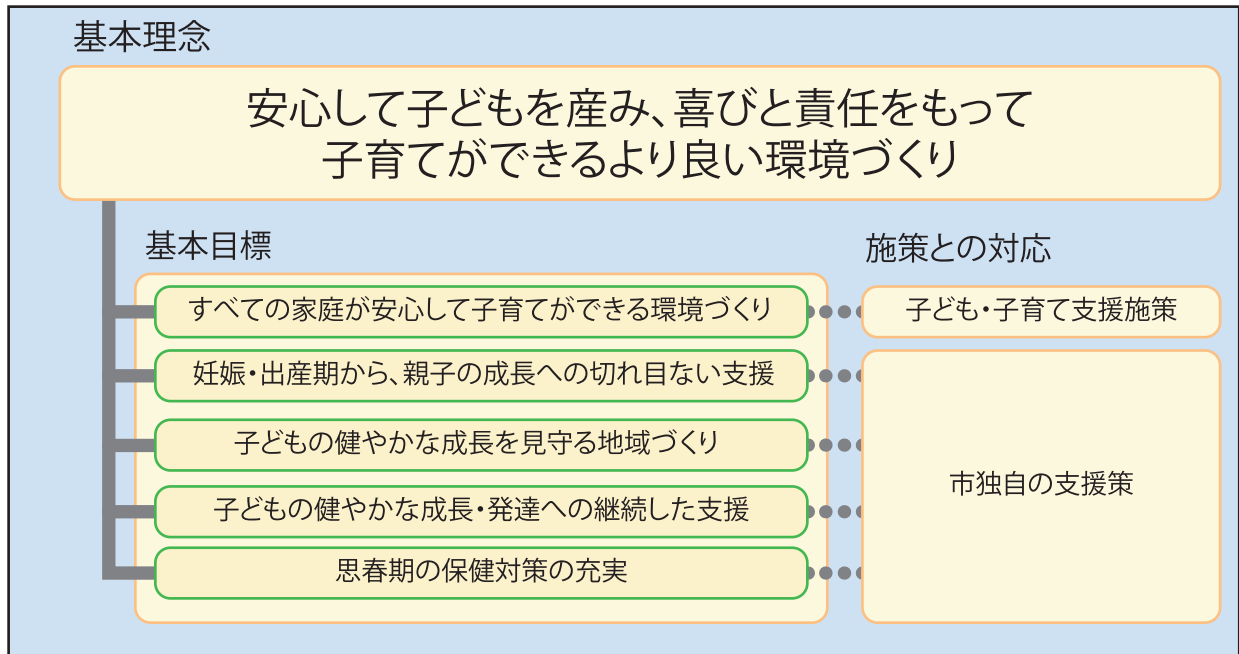 基本理念
安心して子どもを産み、喜びと責任をもって
子育てができるより良い環境づくり
基本目標
施策との対応
すべての家庭が安心して子育てができる環境づくり
子ども・子育て支援施策
妊娠・出産期から、親子の成長への切れ目ない支援
子どもの健やかな成長を見守る地域づくり
市独自の支援策
子どもの健やかな成長・発達への継続した支援
思春期の保健対策の充実